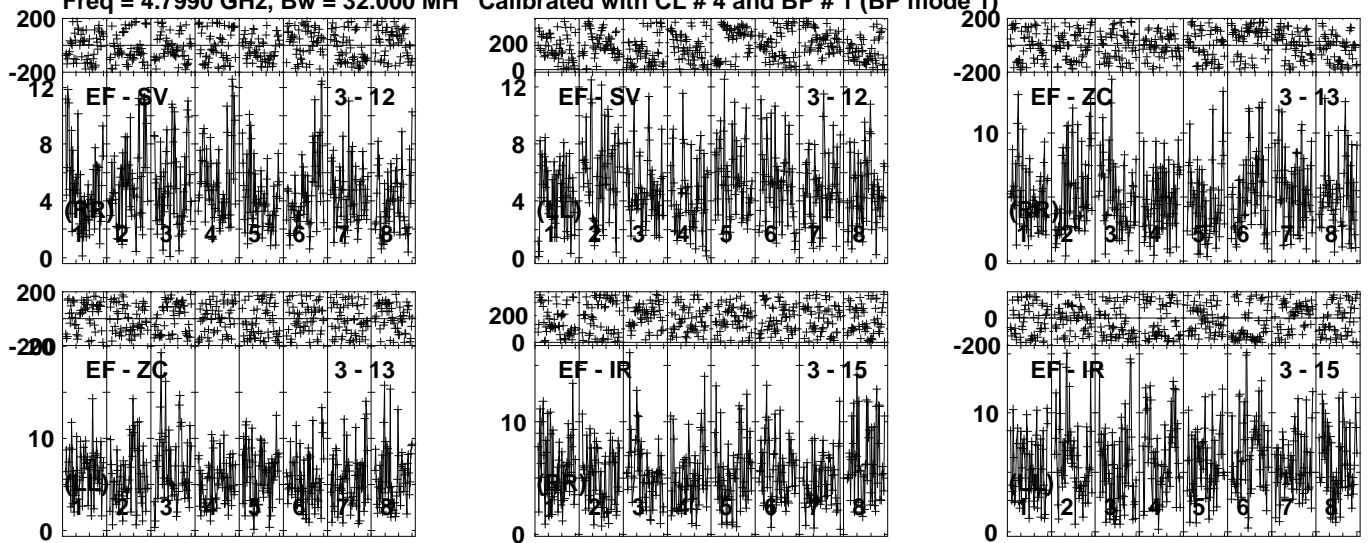 Freq = 4.7990 GHz, Bw = 32.000 MH Calibrated with CL # 4 and BP # 1 (BP mode 1)
200 200 200
-200 0 -200
12 EF - SV 3 - 12 EF - SV 3 - 12 EF - ZC 3 - 13
12 10
8 8
4 4
(RR) (LL) (RR)
1 2 3 4 5 6 7 8 1 2 3 4 5 6 7 8 1 2 3 4 5 6 7 8
0 0 0
200 200 0
-200 0 -200
20 EF - ZC 3 - 13 EF - IR 3 - 15 EF - IR 3 - 15
10 10 10
(LL) (RR) (LL)
1 2 3 4 5 6 7 8 1 2 3 4 5 6 7 8 1 2 3 4 5 6 7 8
0 0 0